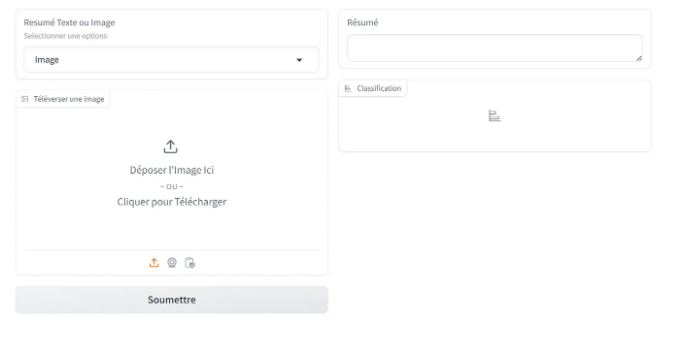 Resumé Texte ou Image
Selectionner une options
Image
Téléverser une image
Déposer l'Image Ici
- ou -
Cliquer pour Télécharger
Soumettre
Résumé
Classification